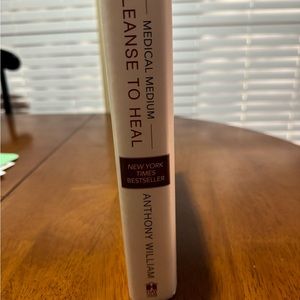 MEDICAL MEDIUM
LEANSE TO HEAL
NEW YORK
TIMES
BESTSELLER
ANTHONY WILLIAM